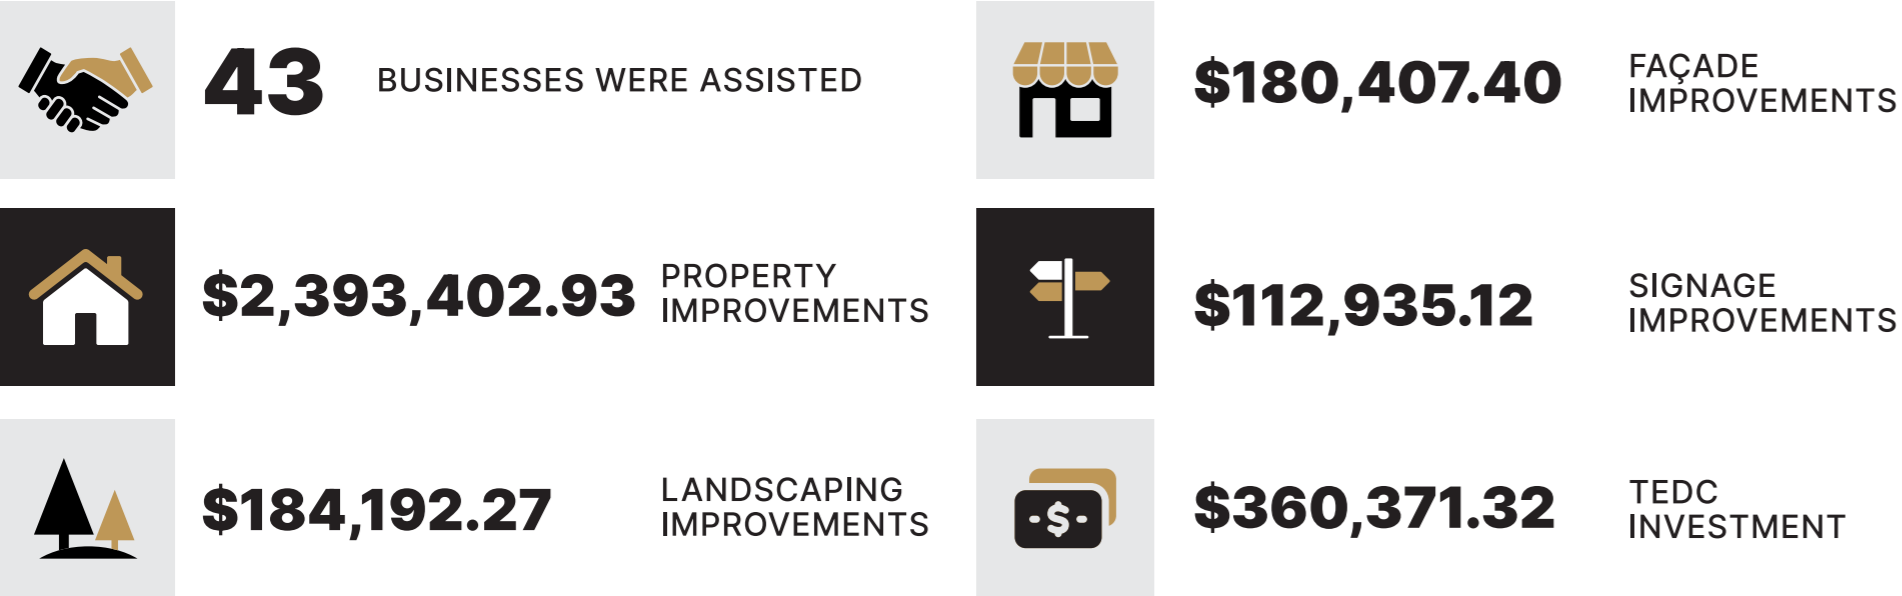 43
BUSINESSES WERE ASSISTED
$180,407.40
FAÇADE
IMPROVEMENTS
$2,393,402.93
PROPERTY
IMPROVEMENTS
$112,935.12
SIGNAGE
IMPROVEMENTS
$184,192.27
LANDSCAPING
IMPROVEMENTS
$
$360,371.32
TEDC
INVESTMENT